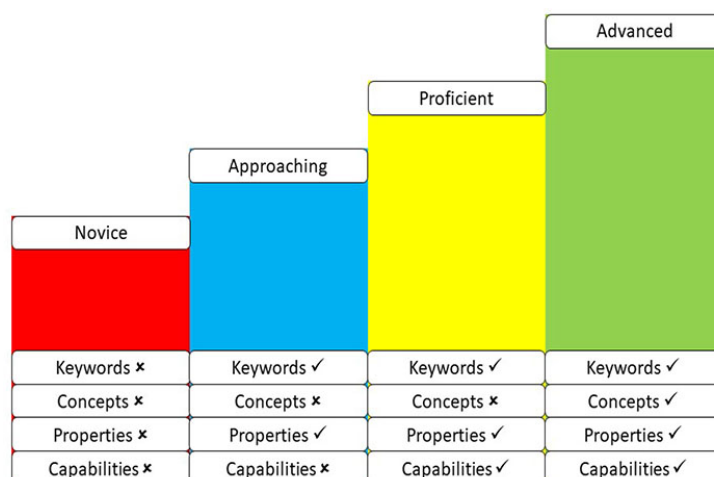 Advanced
Proficient
Approaching
Novice
Keywords ✘ Keywords ✓ Keywords ✓ Keywords ✓
Concepts ✘ Concepts ✘ Concepts ✘ Concepts ✓
Properties ✘ Properties ✓ Properties ✓ Properties ✓
Capabilities ✘ Capabilities ✘ Capabilities ✓ Capabilities ✓